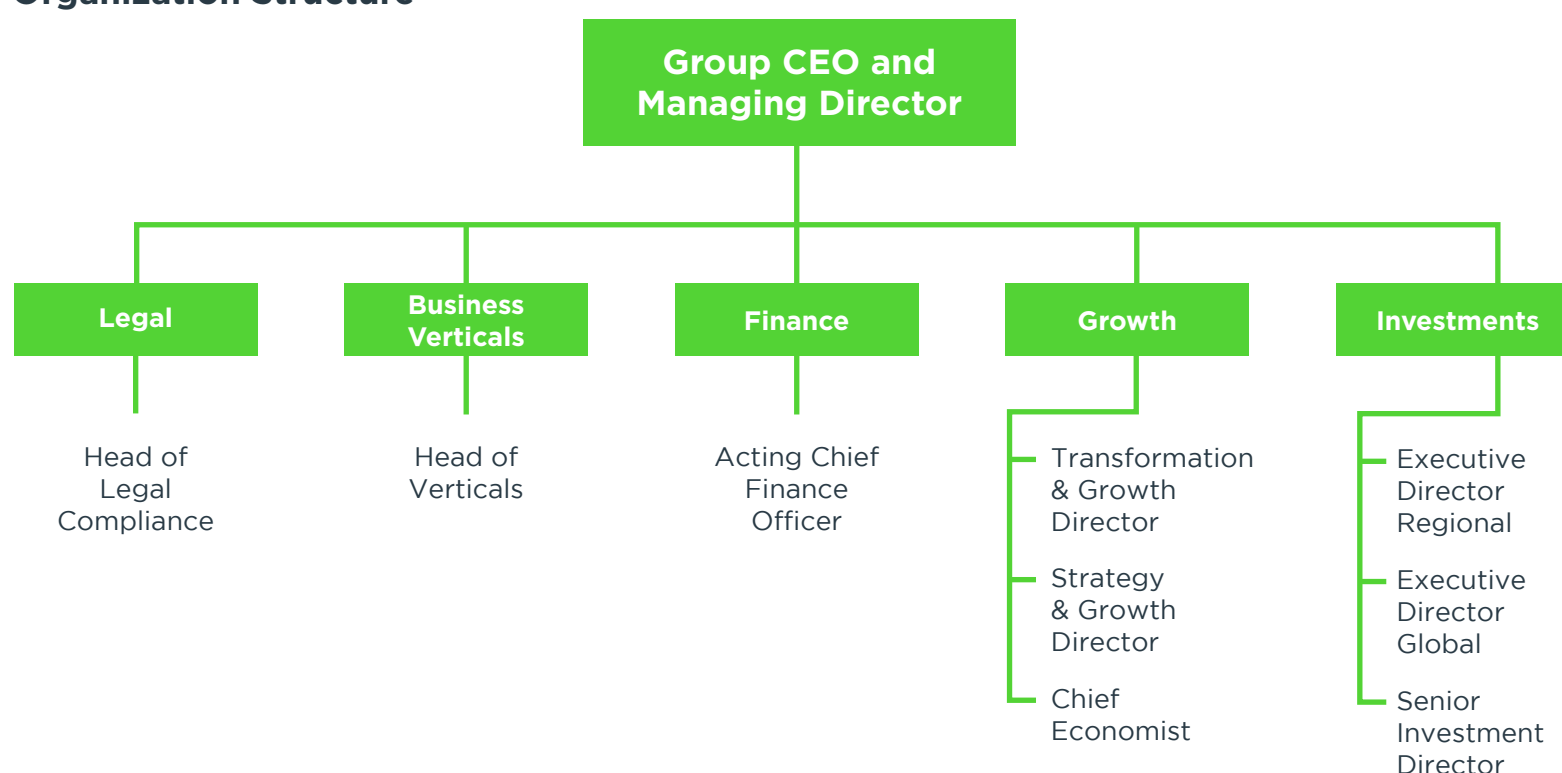 Organization Structure
Group CEO and
Managing Director
Legal
Business
Verticals
Finance
Growth
Investments
Head of
Legal
Compliance
Head of
Verticals
Acting Chief
Finance
Officer
Transformation
& Growth
Director
Strategy
& Growth
Director
Chief
Economist
Executive
Director
Regional
Executive
Director
Global
Senior
Investment
Director